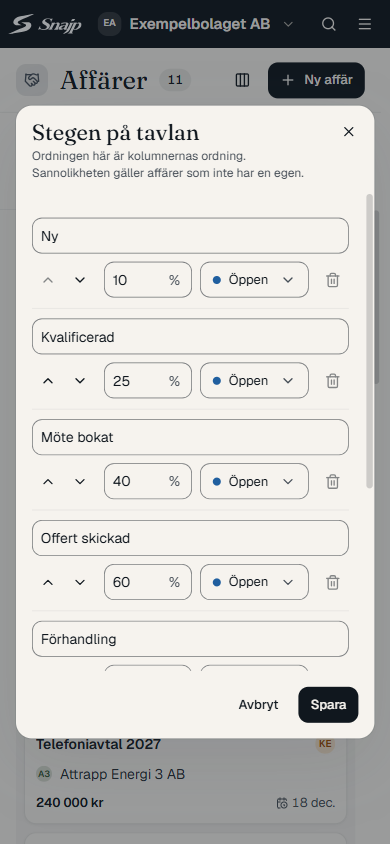 Snajp
EA
Exempelbolaget AB
Affärer
11
Ny affär
Stegen på tavlan
Ordningen här är kolumnernas ordning.
Sannolikheten gäller affärer som inte har en egen.
Ny
10 %
Öppen
Kvalificerad
25 %
Öppen
Möte bokat
40 %
Öppen
Offert skickad
60 %
Öppen
Förhandling
Avbryt
Spara
Telefoniavtal 2027
KE
A3
Attrapp Energi 3 AB
240 000 kr
18 dec.